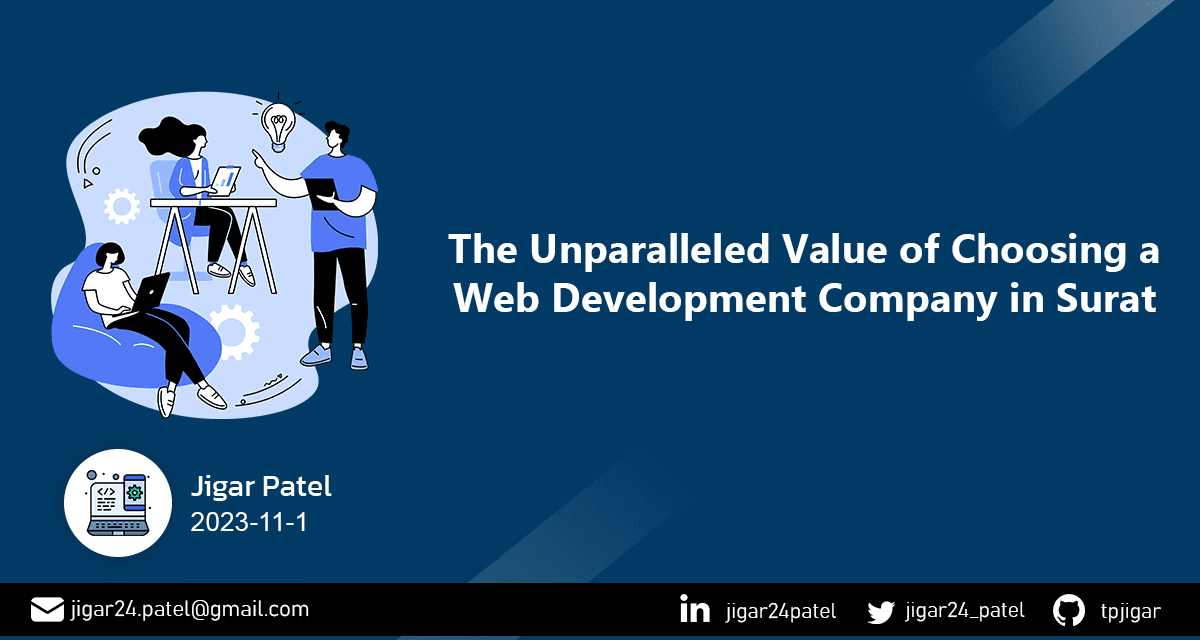 The Unparalleled Value of Choosing a
Web Development Company in Surat
Jigar Patel
2023-11-1
jigar24.patel@gmail.com
jigar24patel
jigar24_patel
tpjigar